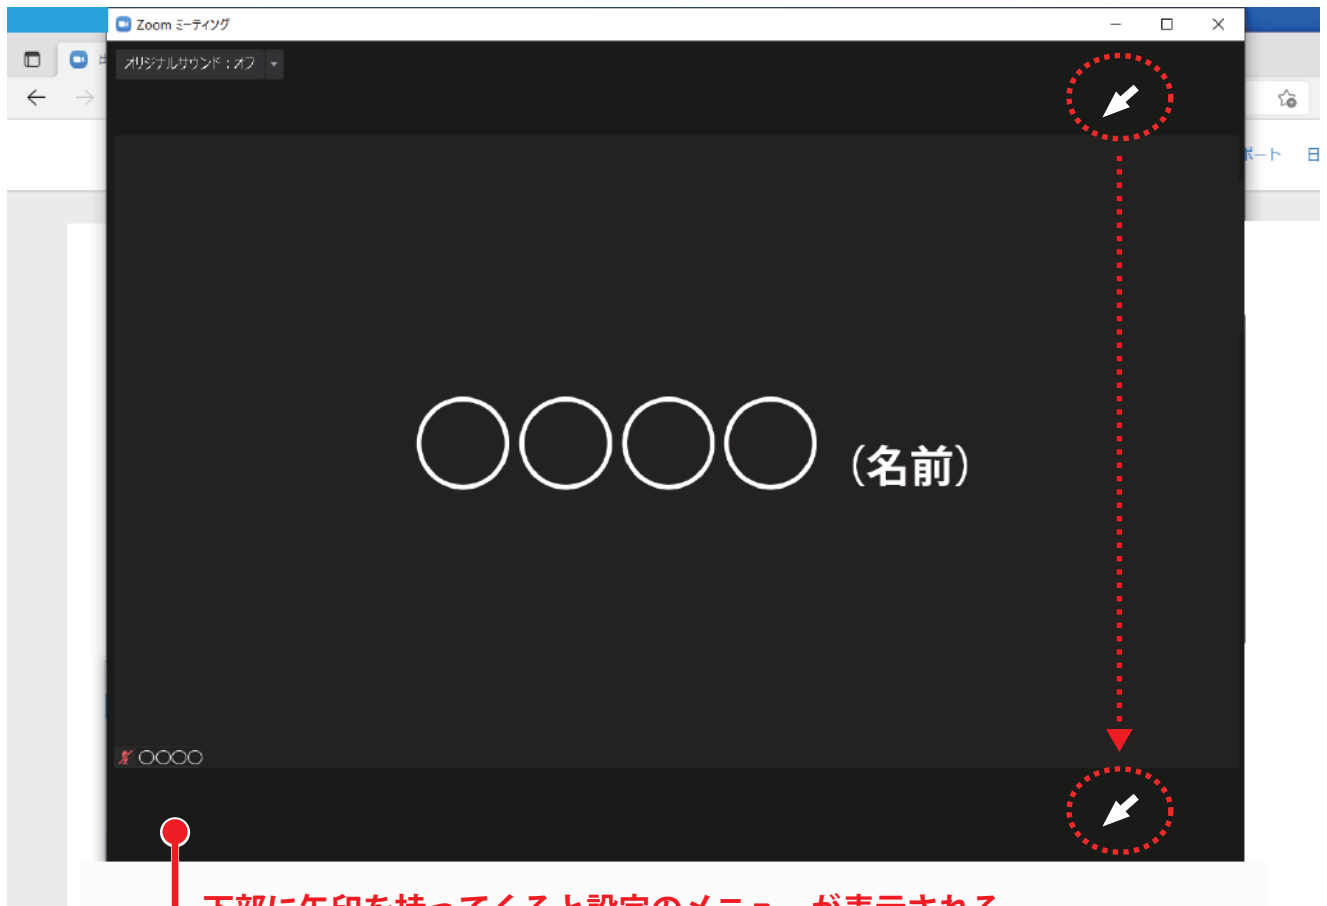 Zoom ミーティング
オリジナルサウンド：オフ
ポート 日
〇〇〇〇（名前）
〇〇〇〇
下部に矢印を持ってくると設定のメニューが表示される